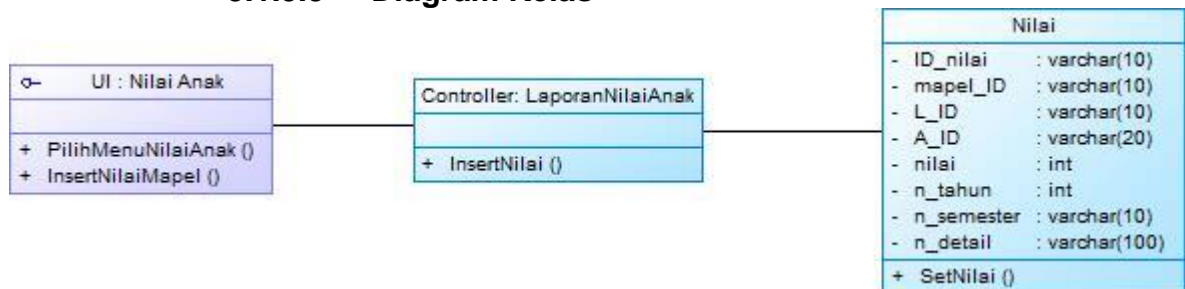 Diagram Kelas
UI : Nilai Anak
+ PilihMenuNilaiAnak ()
+ InsertNilaiMapel ()
Controller: LaporanNilaiAnak
+ InsertNilai ()
Nilai
- ID_nilai : varchar(10)
- mapel_ID : varchar(10)
- L_ID : varchar(10)
- A_ID : varchar(20)
- nilai : int
- n_tahun : int
- n_semester : varchar(10)
- n_detail : varchar(100)
+ SetNilai ()